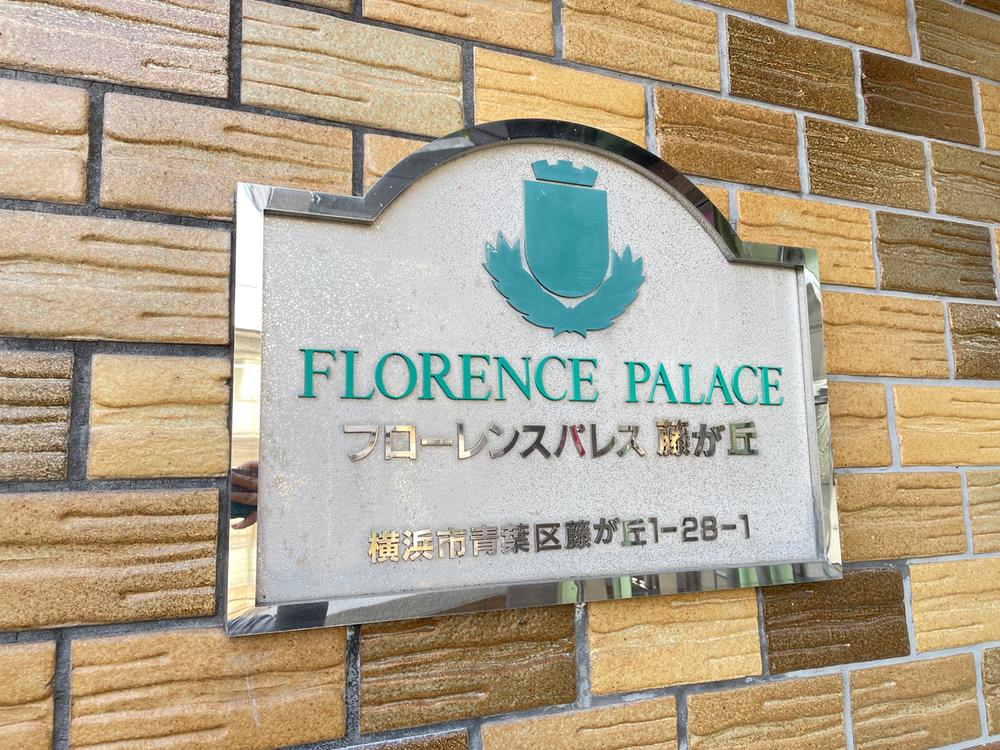 FLORENCE PALACE
フローレンスパレス 藤が丘
横浜市青葉区藤が丘1-28-1